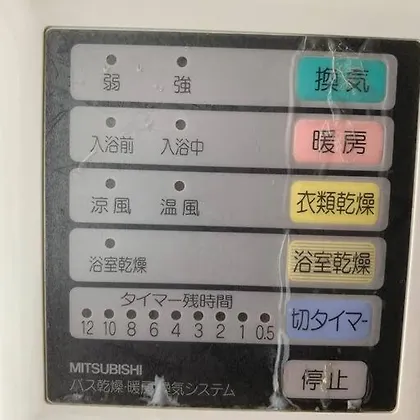 弱 強 換気
入浴前 入浴中 暖房
涼風 温風 衣類乾燥
浴室乾燥 浴室乾燥
タイマー残時間
12 10 8 6 4 3 2 1 0.5 切タイマー
MITSUBISHI
バス乾燥・暖房・換気システム 停止